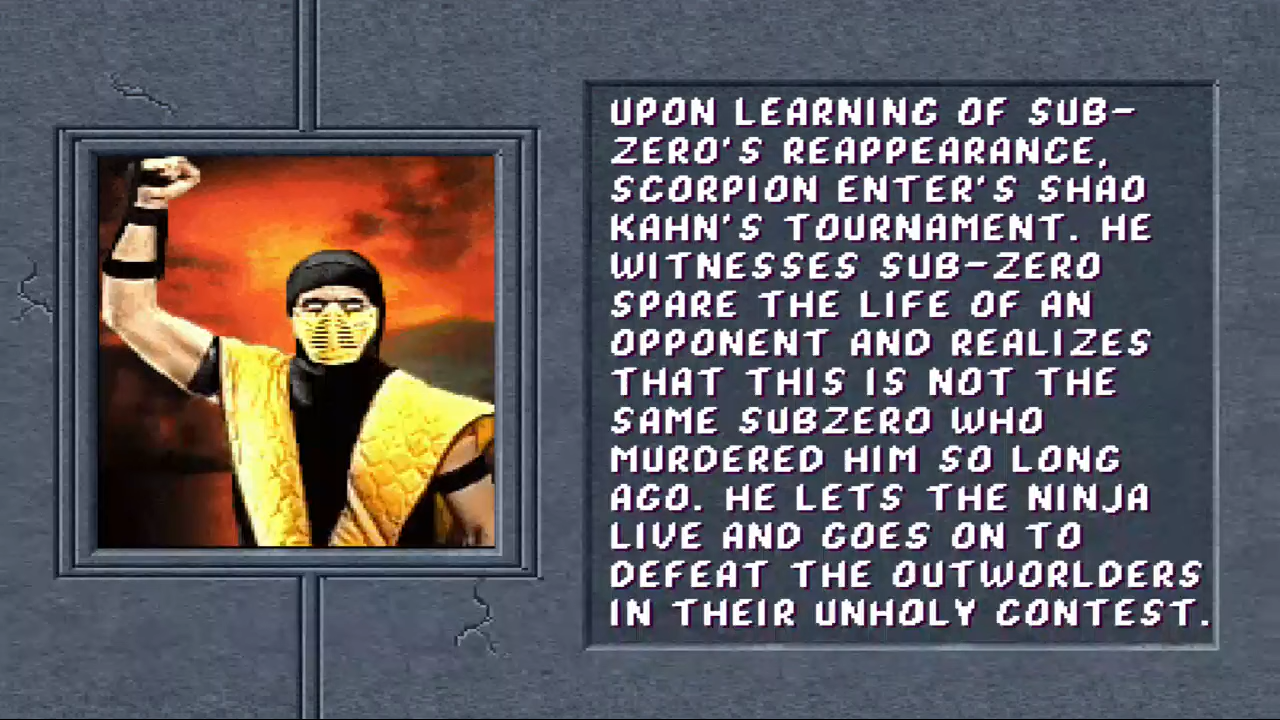 UPON LEARNING OF SUB-
ZERO'S REAPPEARANCE,
SCORPION ENTER'S SHAO
KAHN'S TOURNAMENT. HE
WITNESSES SUB-ZERO
SPARE THE LIFE OF AN
OPPONENT AND REALIZES
THAT THIS IS NOT THE
SAME SUBZERO WHO
MURDERED HIM SO LONG
AGO. HE LETS THE NINJA
LIVE AND GOES ON TO
DEFEAT THE OUTWORLDERS
IN THEIR UNHOLY CONTEST.